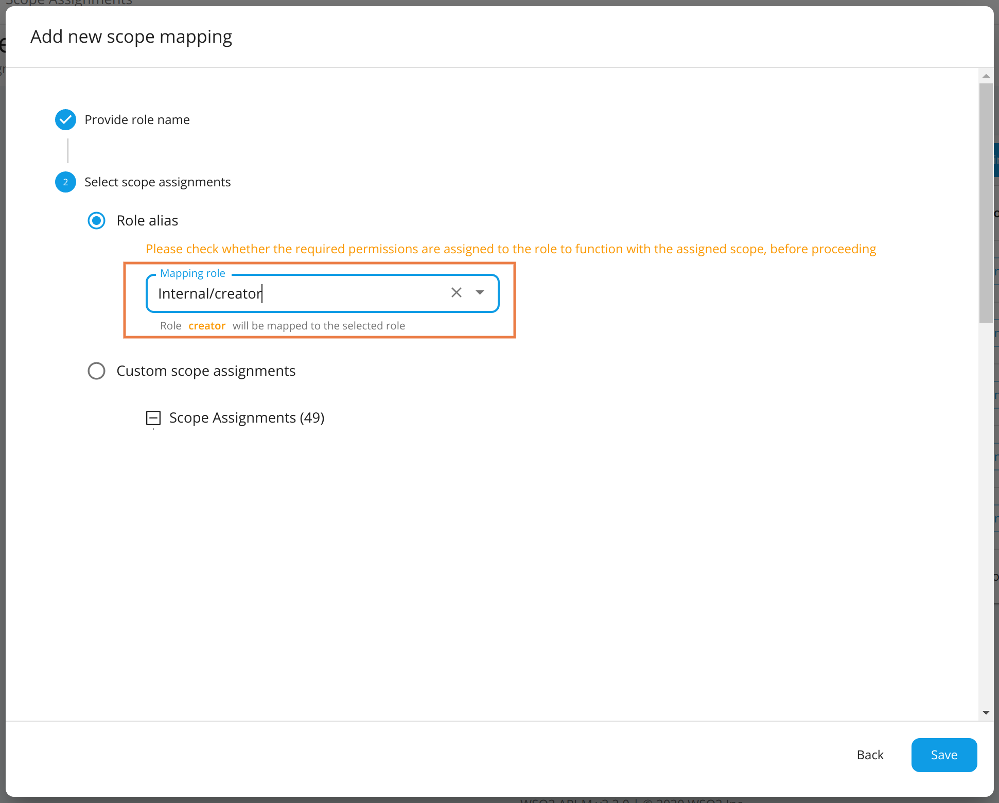 Scope Assignments
Add new scope mapping
Provide role name
2
Select scope assignments
Role alias
Please check whether the required permissions are assigned to the role to function with the assigned scope, before proceeding
Mapping role
Internal/creator
Role creator will be mapped to the selected role
Custom scope assignments
Scope Assignments (49)
Back
Save